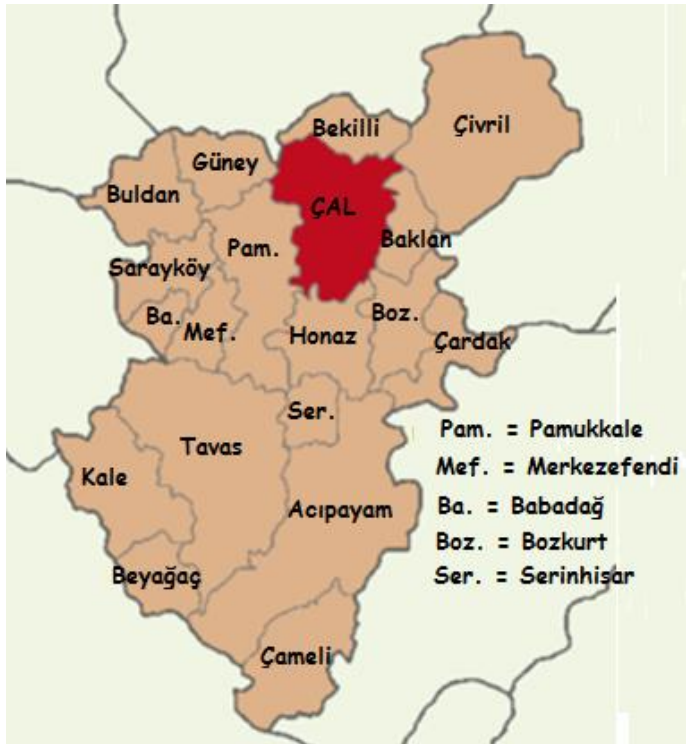 Bekilli
Çivril
Güney
Buldan
ÇAL
Pam.
Baklan
Sarayköy
Ba.
Mef.
Honaz
Boz.
Çardak
Ser.
Tavas
Kale
Acıpayam
Beyağaç
Çameli
Pam. = Pamukkale
Mef. = Merkezefendi
Ba. = Babadağ
Boz. = Bozkurt
Ser. = Serinhisar